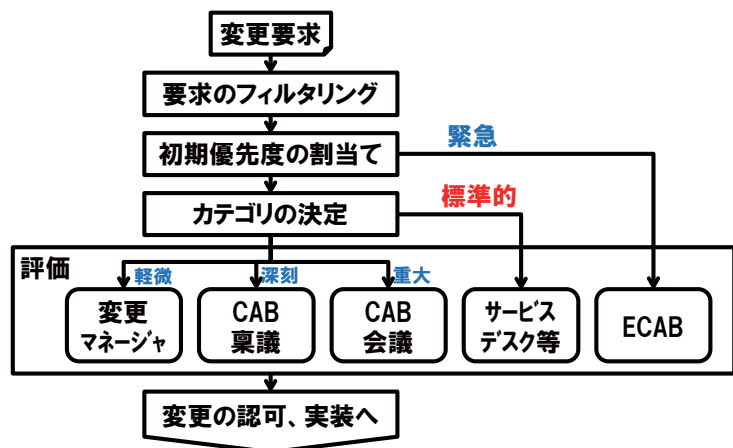 変更要求
要求のフィルタリング
初期優先度の割当て
緊急
カテゴリの決定
標準的
評価
軽微
深刻
重大
変更
マネージャ
CAB
稟議
CAB
会議
サービス
デスク等
ECAB
変更の認可、実装へ